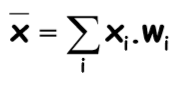 x̄ = ∑ᵢ xᵢ.wᵢ